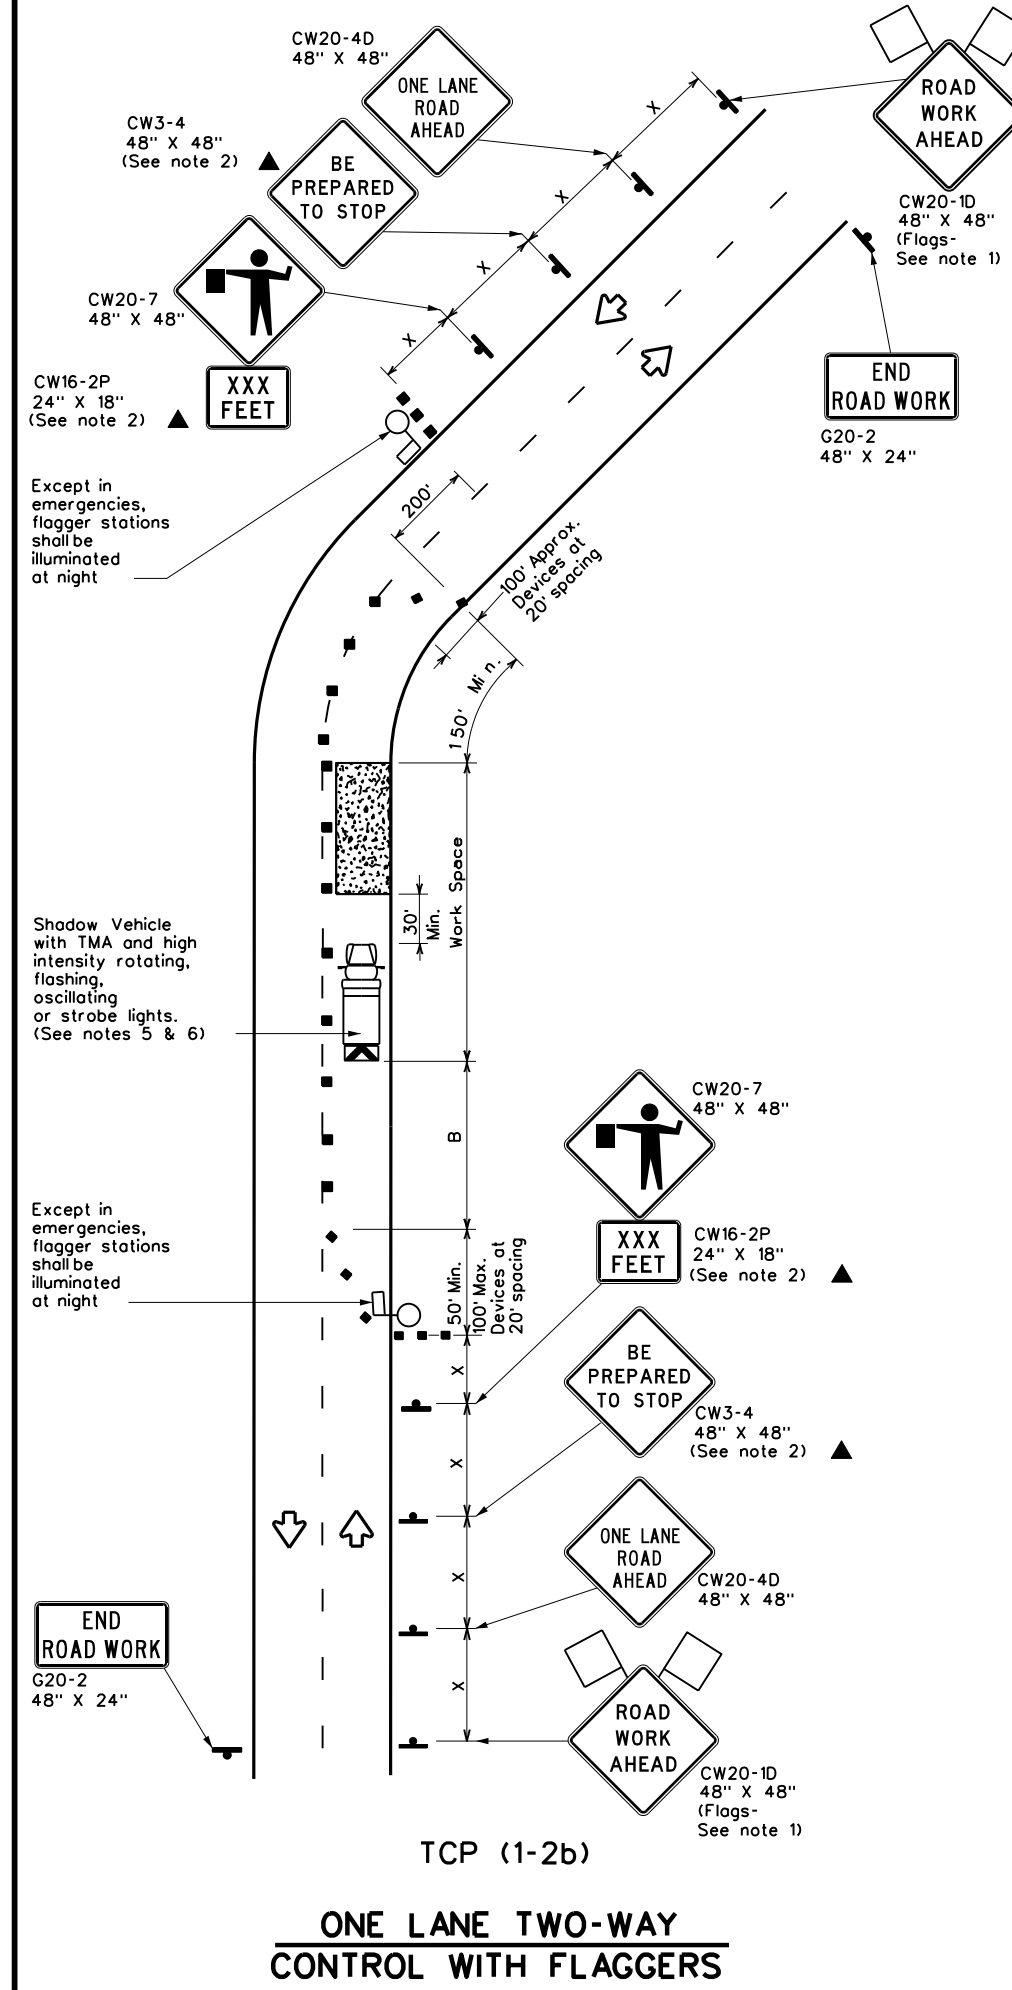 CW20-4D
48" X 48"
ONE LANE
ROAD
AHEAD
ROAD
WORK
AHEAD
CW20-1D
48" X 48"
(Flags-
See note 1)
CW3-4
48" X 48"
(See note 2)
BE
PREPARED
TO STOP
X
X
X
X
CW20-7
48" X 48"
CW16-2P
24" X 18"
(See note 2)
XXX
FEET
END
ROAD WORK
G20-2
48" X 24"
Except in
emergencies,
flagger stations
shall be
illuminated
at night
200'
100' Approx.
Devices at
20' spacing
150' Min.
Work Space
30'
Min.
Shadow Vehicle
with TMA and high
intensity rotating,
flashing,
oscillating
or strobe lights.
(See notes 5 & 6)
B
CW20-7
48" X 48"
XXX
FEET
CW16-2P
24" X 18"
(See note 2)
Except in
emergencies,
flagger stations
shall be
illuminated
at night
50' Min.
100' Max.
Devices at
20' spacing
X
BE
PREPARED
TO STOP
CW3-4
48" X 48"
(See note 2)
X
ONE LANE
ROAD
AHEAD
CW20-4D
48" X 48"
X
X
END
ROAD WORK
G20-2
48" X 24"
ROAD
WORK
AHEAD
CW20-1D
48" X 48"
(Flags-
See note 1)
TCP (1-2b)
ONE LANE TWO-WAY
CONTROL WITH FLAGGERS